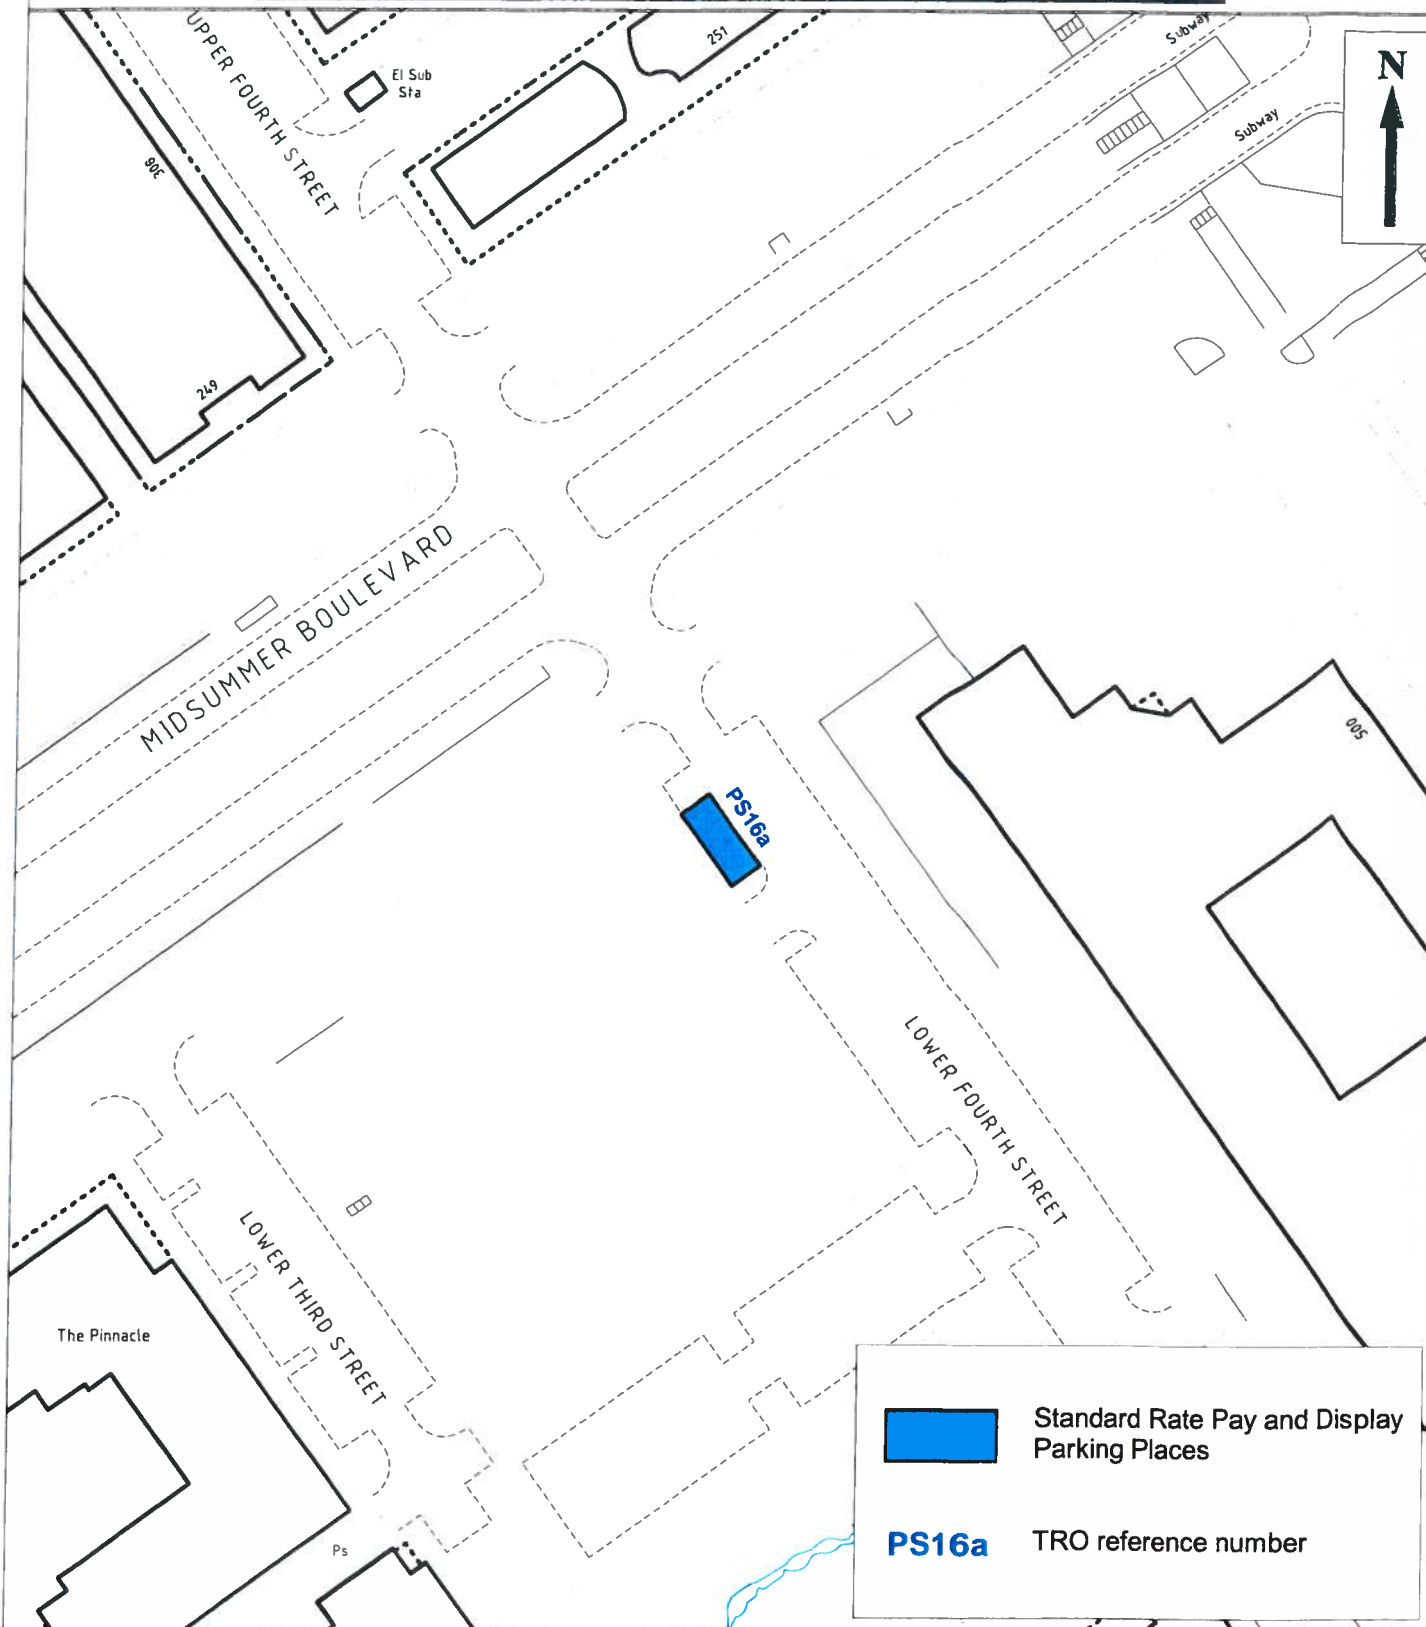 UPPER FOURTH STREET
El Sub
Sta
251
Subway
Subway
N
306
249
MIDSUMMER BOULEVARD
500
PS16a
LOWER FOURTH STREET
LOWER THIRD STREET
The Pinnacle
Ps
Standard Rate Pay and Display
Parking Places
PS16a TRO reference number